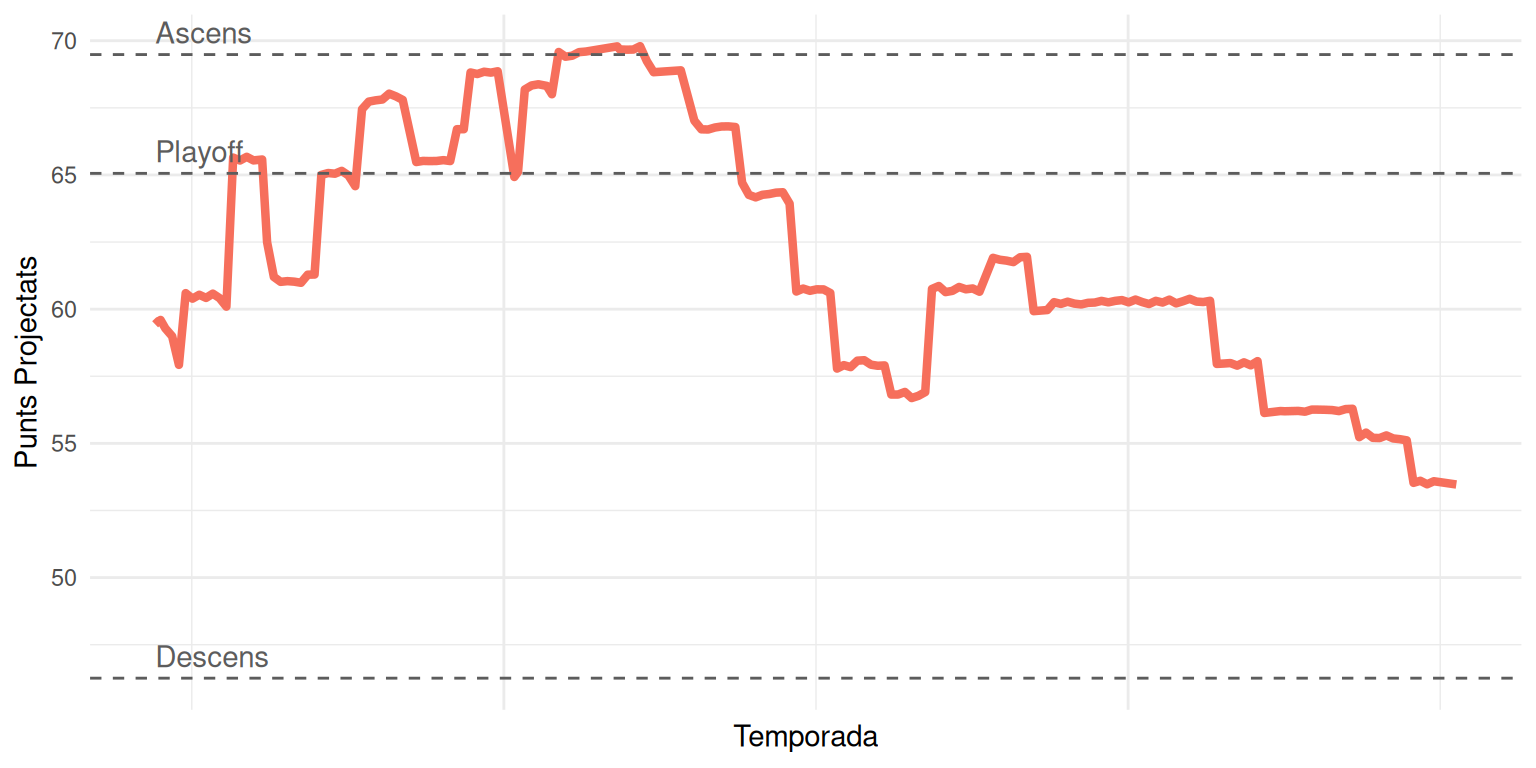 Ascens
70
Playoff
65
60
55
50
Descens
Punts Projectats
Temporada